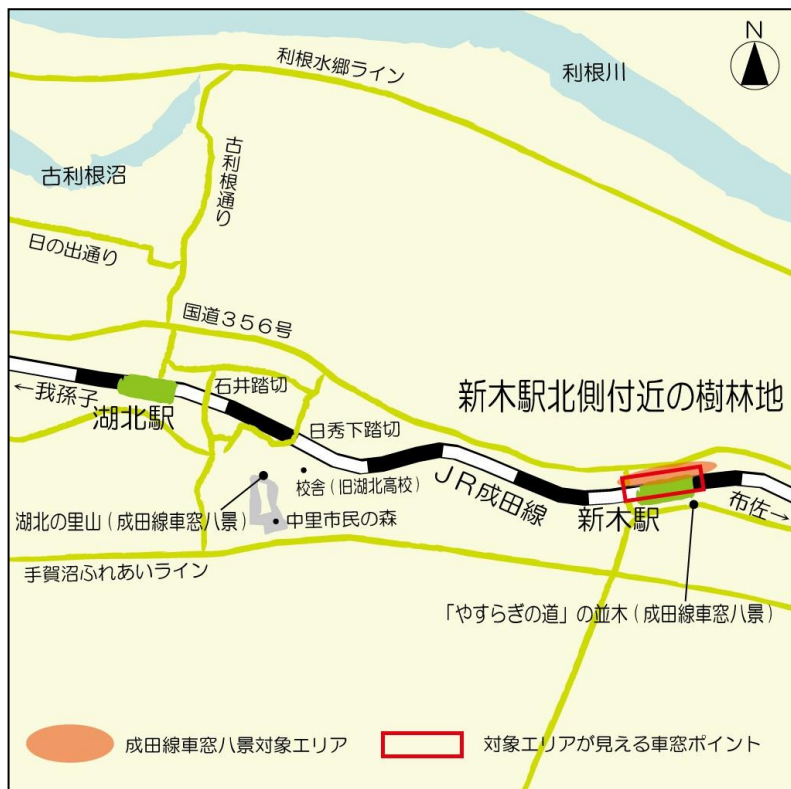 N
利根水郷ライン
利根川
古利根沼
古利根通り
日の出通り
国道356号
←我孫子
湖北駅
石井踏切
日秀下踏切
新木駅北側付近の樹林地
校舎(旧湖北高校)
JR成田線
新木駅
布佐→
湖北の里山(成田線車窓八景)
中里市民の森
手賀沼ふれあいライン
「やすらぎの道」の並木(成田線車窓八景)
成田線車窓八景対象エリア
対象エリアが見える車窓ポイント